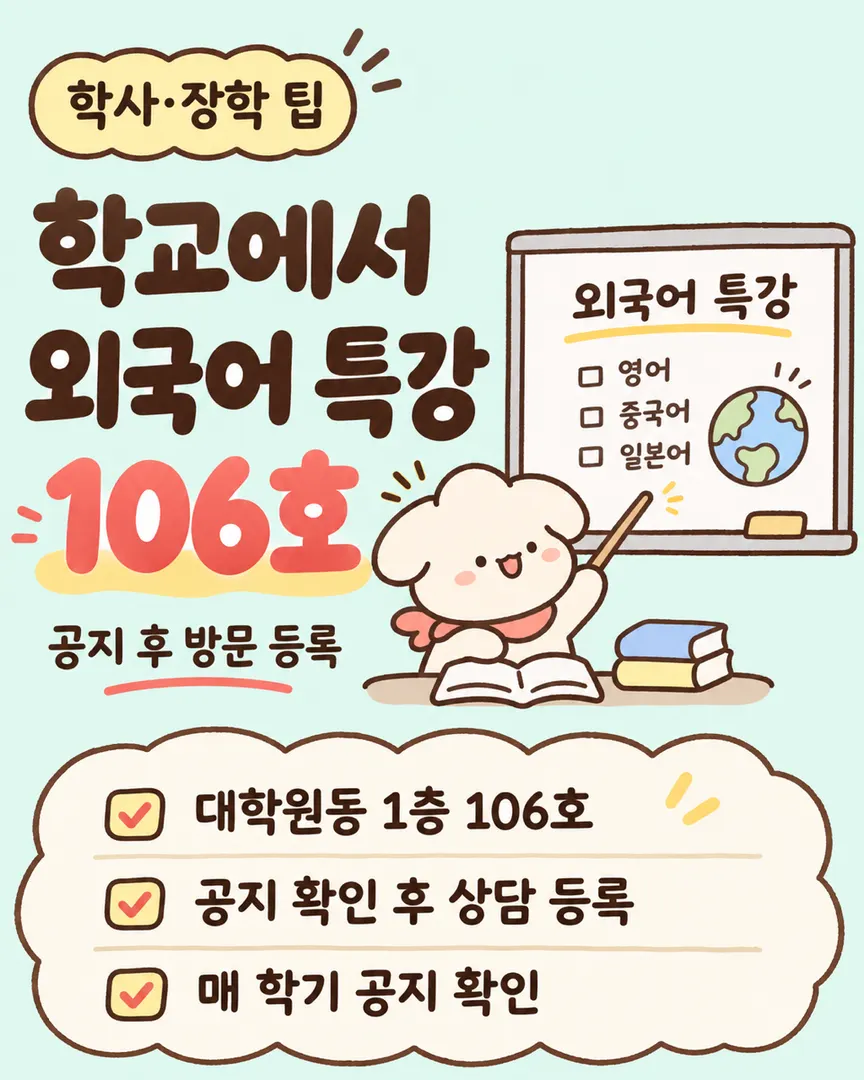 학사·장학 팁
학교에서
외국어 특강
106호
공지 후 방문 등록
외국어 특강
영어
중국어
일본어
대학원동 1층 106호
공지 확인 후 상담 등록
매 학기 공지 확인